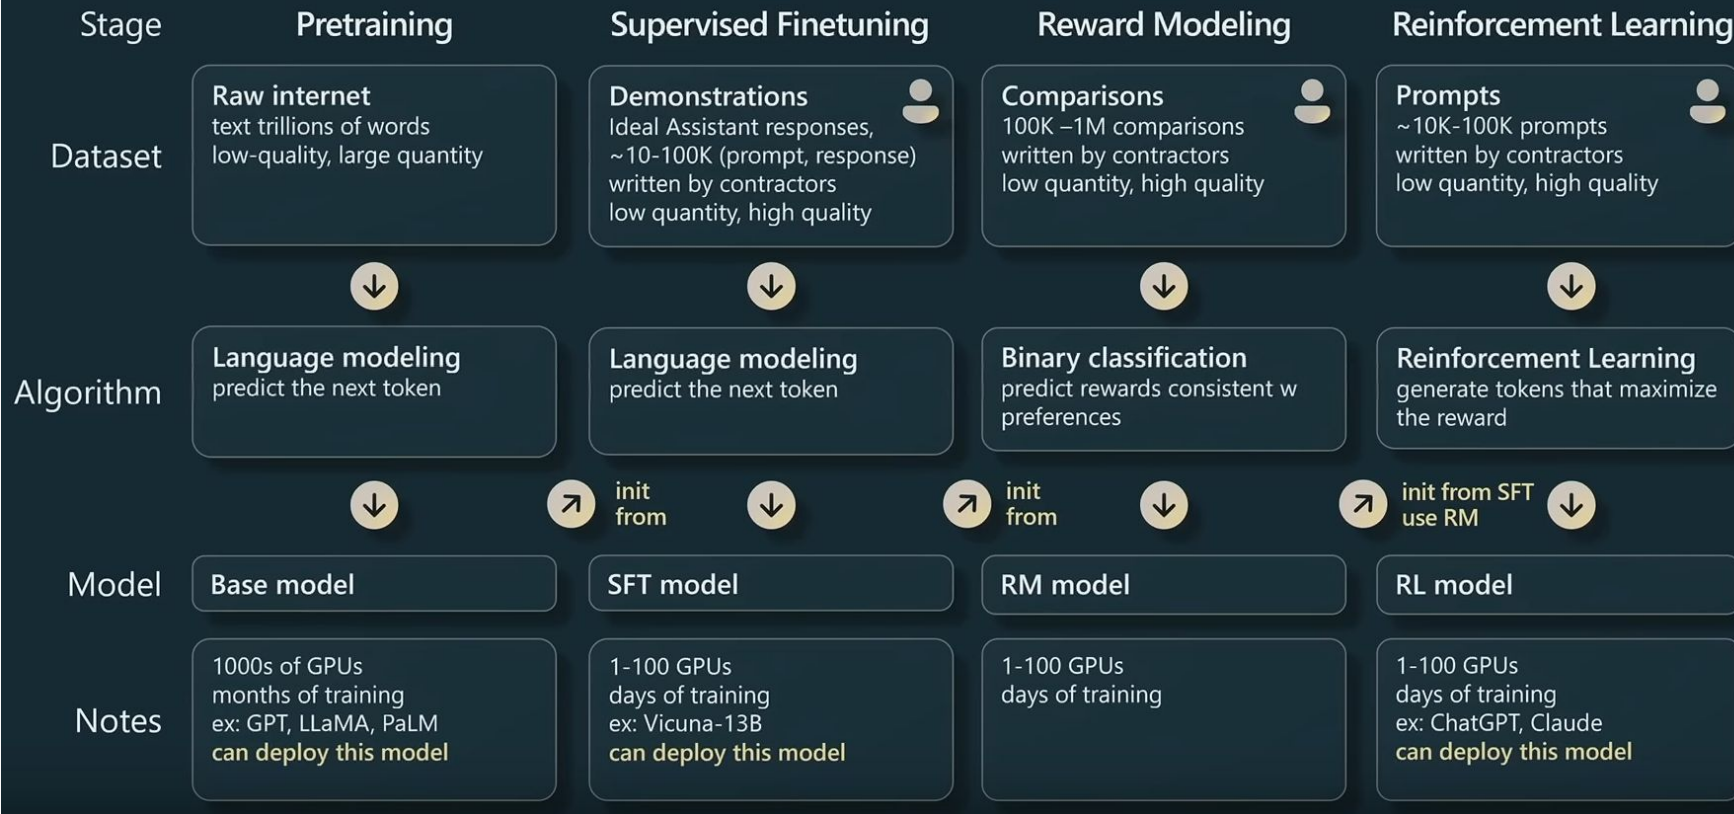 Stage
Pretraining
Supervised Finetuning
Reward Modeling
Reinforcement Learning
Dataset
Raw internet
text trillions of words
low-quality, large quantity
Demonstrations
Ideal Assistant responses,
~10-100K (prompt, response)
written by contractors
low quantity, high quality
Comparisons
100K –1M comparisons
written by contractors
low quantity, high quality
Prompts
~10K-100K prompts
written by contractors
low quantity, high quality
Algorithm
Language modeling
predict the next token
Language modeling
predict the next token
Binary classification
predict rewards consistent w
preferences
Reinforcement Learning
generate tokens that maximize
the reward
init
from
init
from
init from SFT
use RM
Model
Base model
SFT model
RM model
RL model
Notes
1000s of GPUs
months of training
ex: GPT, LLaMA, PaLM
can deploy this model
1-100 GPUs
days of training
ex: Vicuna-13B
can deploy this model
1-100 GPUs
days of training
1-100 GPUs
days of training
ex: ChatGPT, Claude
can deploy this model